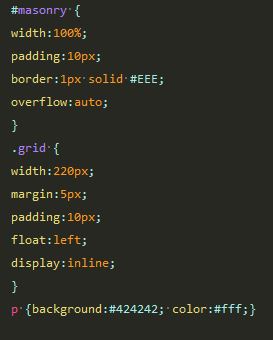 #masonry {
width:100%;
padding:10px;
border:1px solid #EEE;
overflow:auto;
}
.grid {
width:220px;
margin:5px;
padding:10px;
float:left;
display:inline;
}
p {background:#424242; color:#fff;}